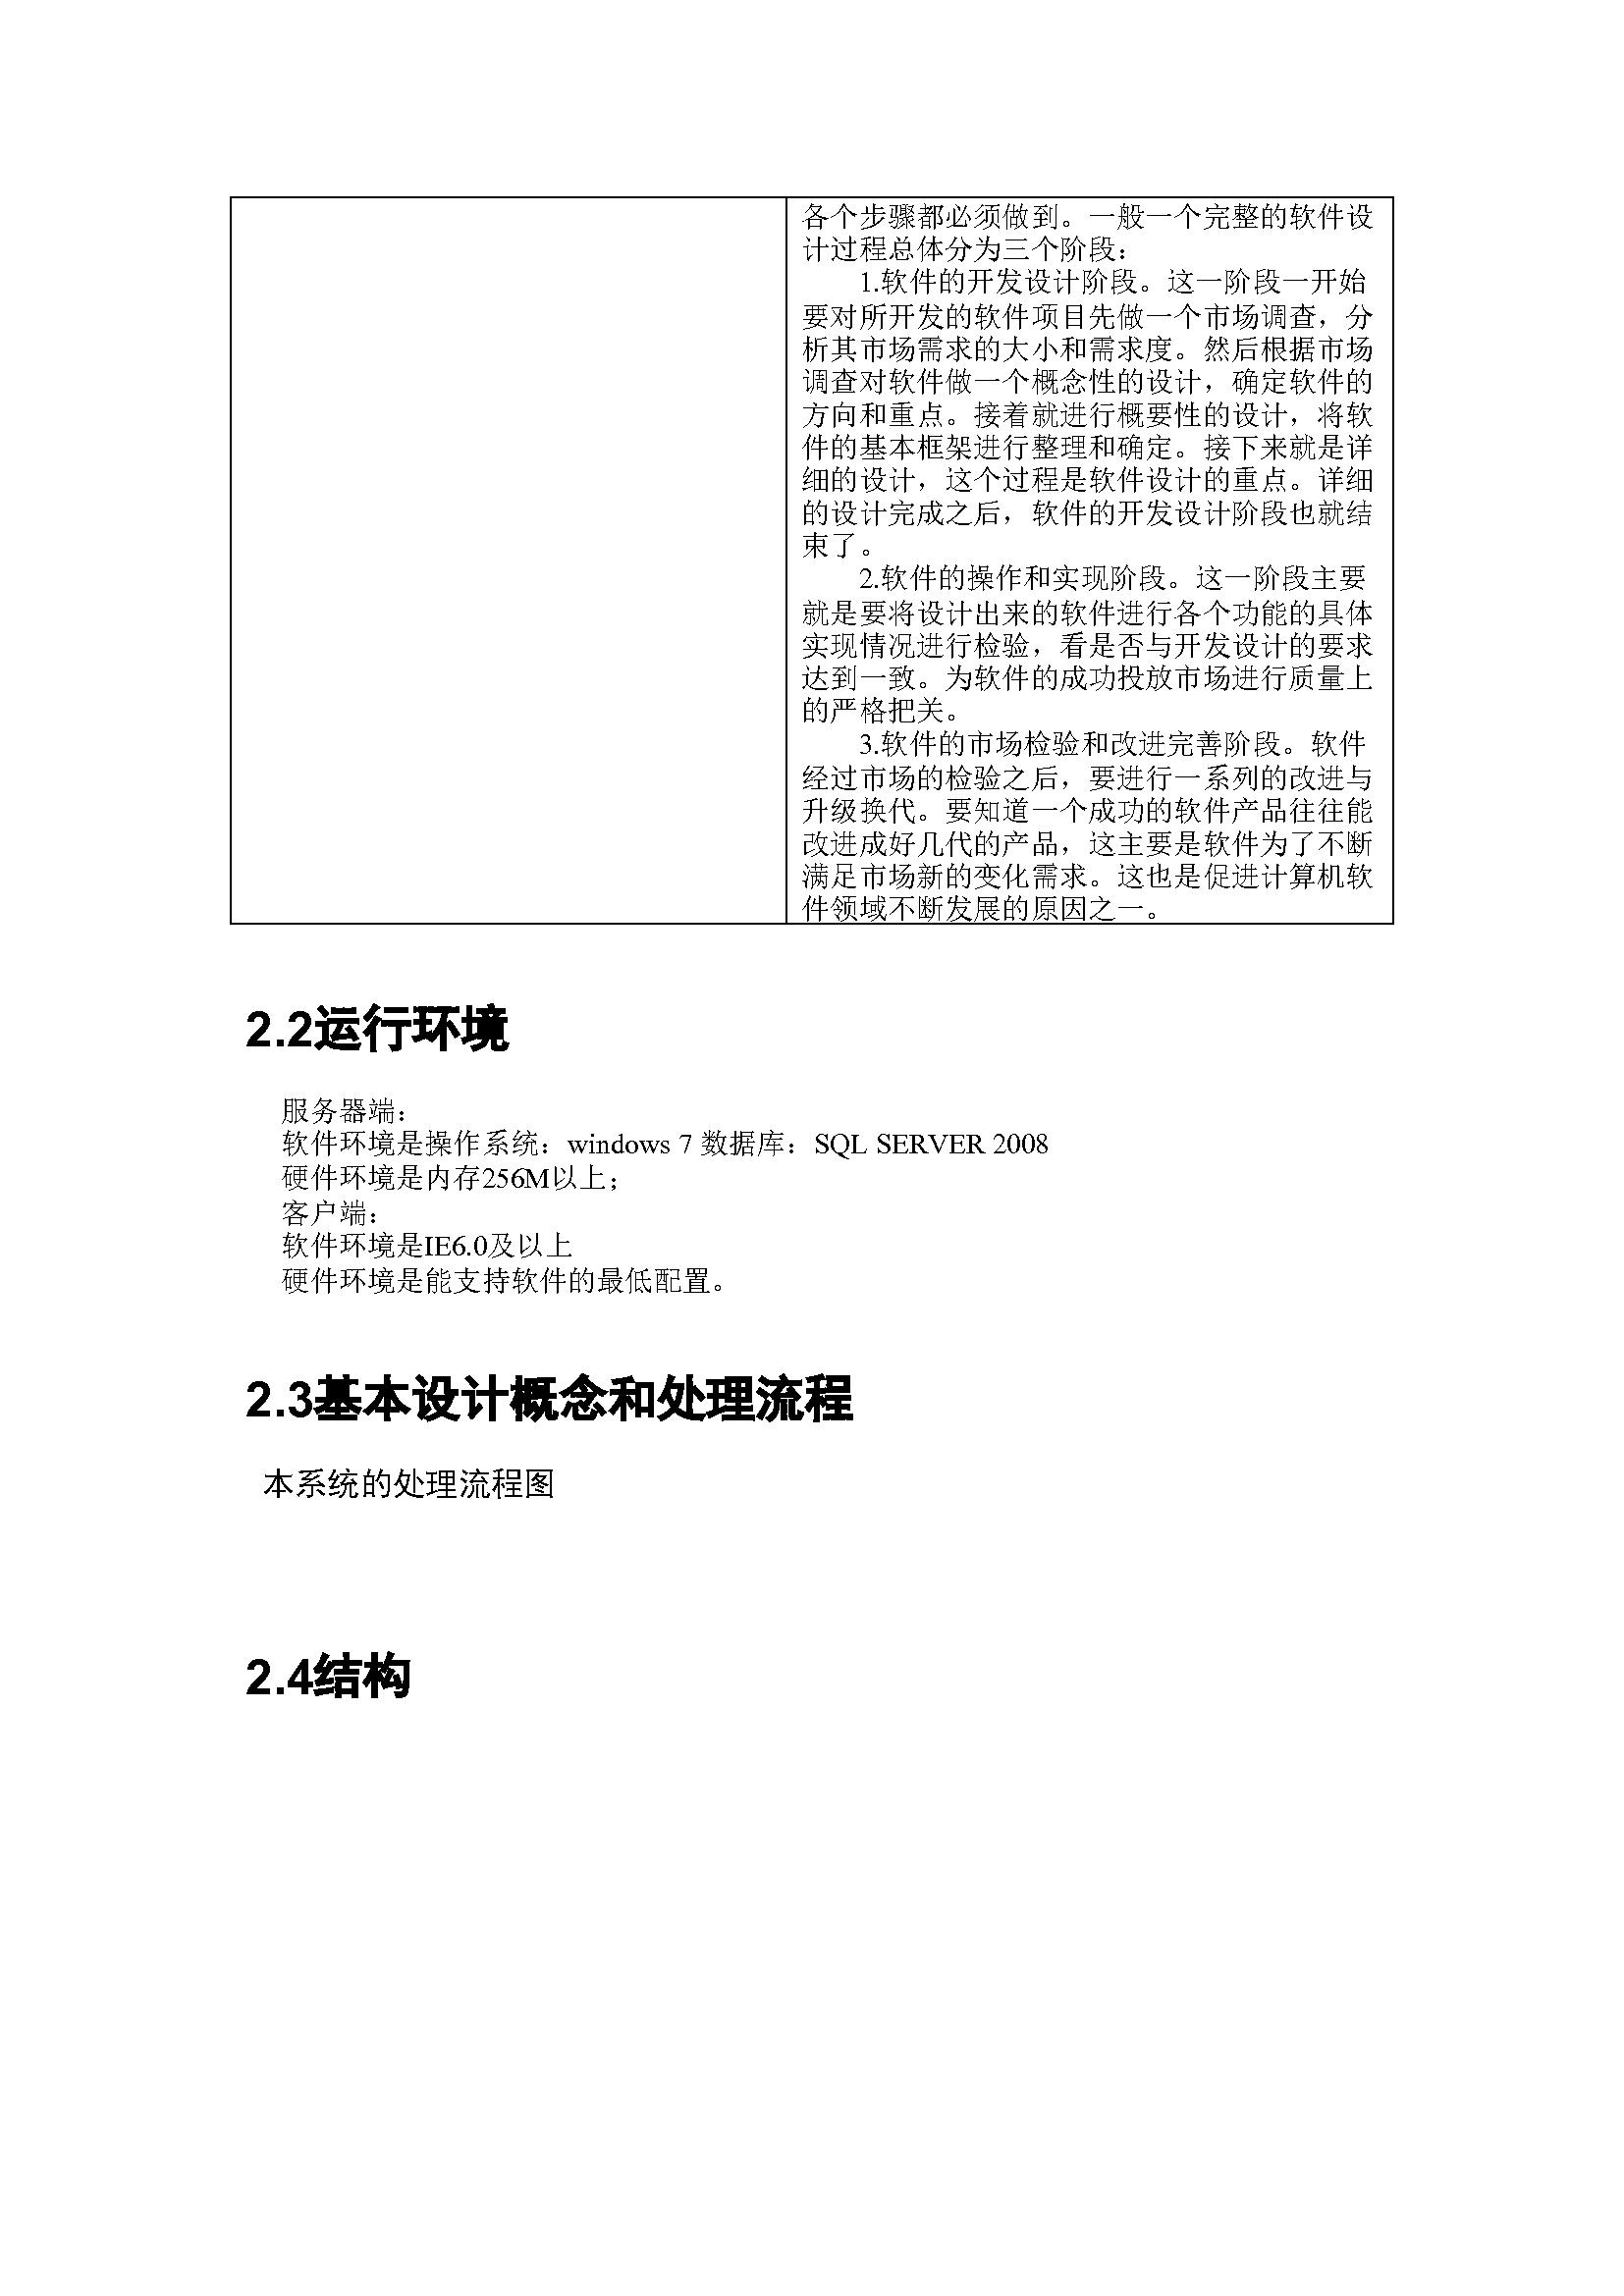 各个步骤都必须做到。一般一个完整的软件设
计过程总体分为三个阶段：
1.软件的开发设计阶段。这一阶段一开始
要对所开发的软件项目先做一个市场调查，分
析其市场需求的大小和需求度。然后根据市场
调查对软件做一个概念性的设计，确定软件的
方向和重点。接着就进行概要性的设计，将软
件的基本框架进行整理和确定。接下来就是详
细的设计，这个过程是软件设计的重点。详细
的设计完成之后，软件的开发设计阶段也就结
束了。
2.软件的操作和实现阶段。这一阶段主要
就是要将设计出来的软件进行各个功能的具体
实现情况进行检验，看是否与开发设计的要求
达到一致。为软件的成功投放市场进行质量上
的严格把关。
3.软件的市场检验和改进完善阶段。软件
经过市场的检验之后，要进行一系列的改进与
升级换代。要知道一个成功的软件产品往往能
改进成好几代的产品，这主要是软件为了不断
满足市场新的变化需求。这也是促进计算机软
件领域不断发展的原因之一。
2.2运行环境
服务器端：
软件环境是操作系统：windows 7 数据库：SQL SERVER 2008
硬件环境是内存256M以上；
客户端：
软件环境是IE6.0及以上
硬件环境是能支持软件的最低配置。
2.3基本设计概念和处理流程
本系统的处理流程图
2.4结构